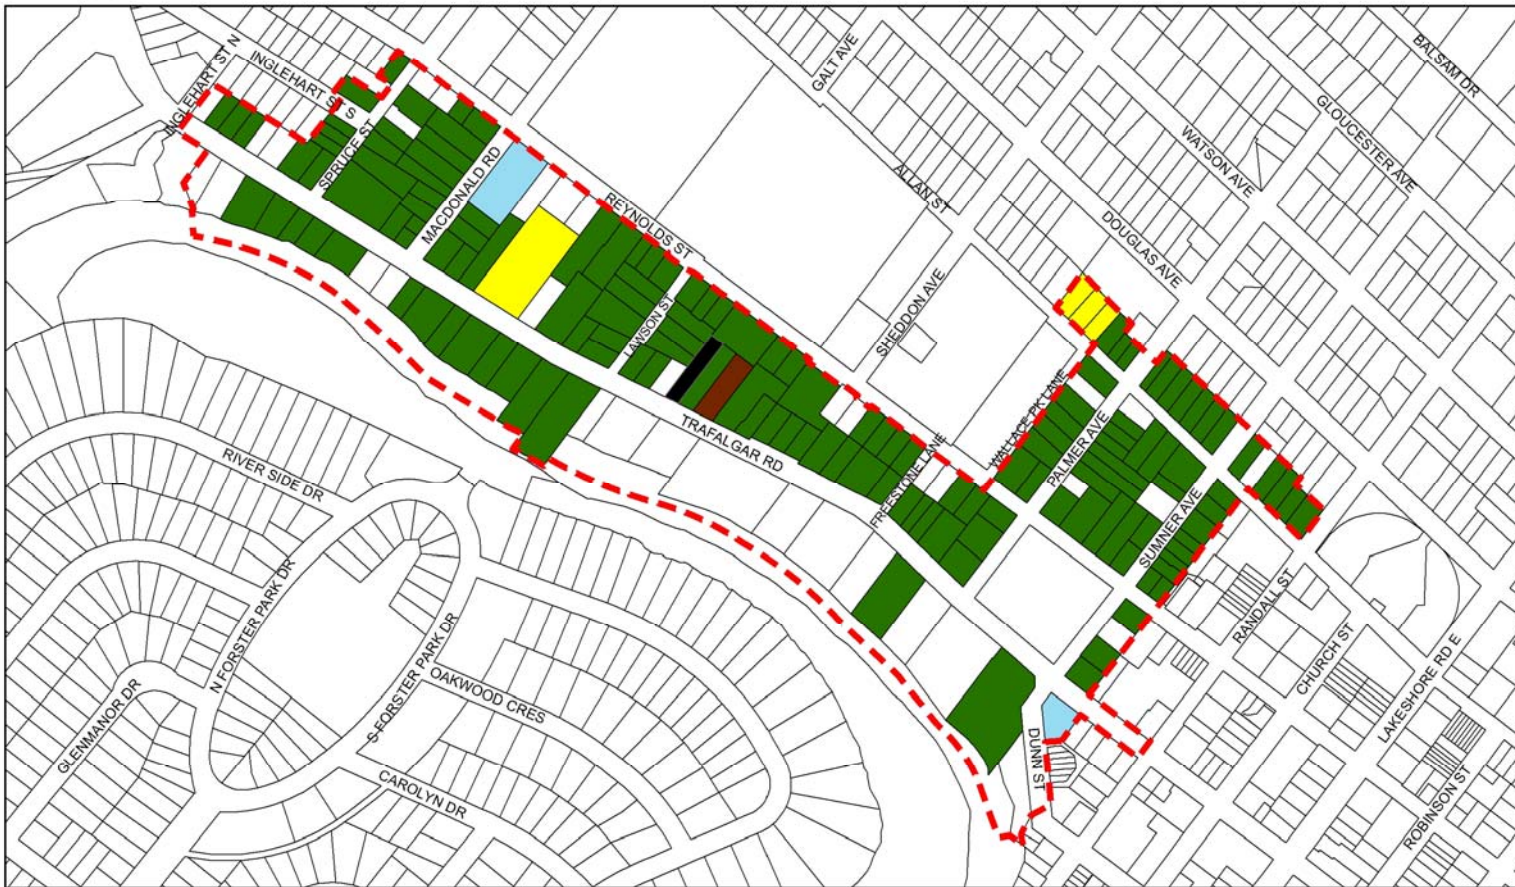 BALSAM DR
GALT AVE
INGLEHART ST N
INGLEHART ST S
GLOUCESTER AVE
WATSON AVE
SPRUCE ST
MACDONALD RD
ALLAN ST
REYNOLDS ST
DOUGLAS AVE
SHEDDON AVE
LAWSON ST
WALLACE PK LANE
TRAFALGAR RD
PALMER AVE
FREESTONE LANE
RIVER SIDE DR
SUMNER AVE
N FORSTER PARK DR
RANDALL ST
S FORSTER PARK DR
CHURCH ST
LAKESHORE RD E
OAKWOOD CRES
GLENMANOR DR
DUNN ST
CAROLYN DR
ROBINSON ST